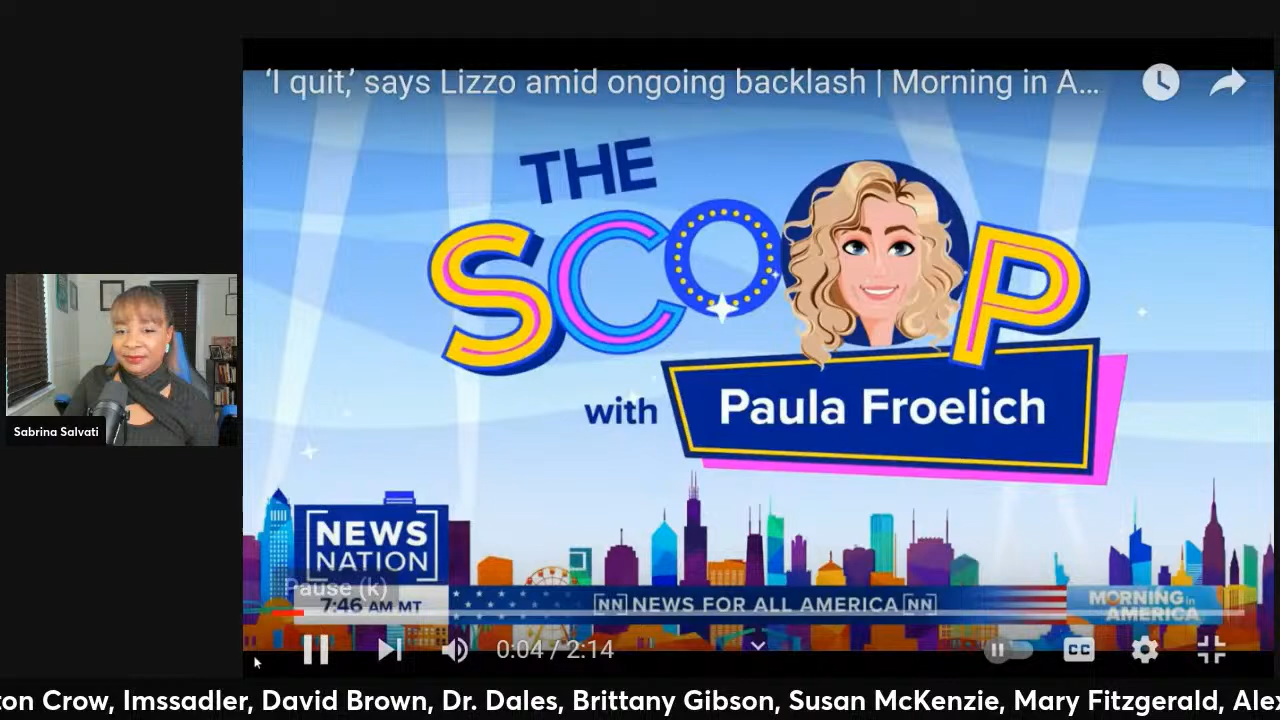 'I quit,' says Lizzo amid ongoing backlash | Morning in A...
THE
SCOOP
with Paula Froelich
Sabrina Salvati
NEWS
NATION
Pause (k)
7:46 AM MT
NN NEWS FOR ALL AMERICA NN
MORNING in
AMERICA
0:04 / 2:14
CC
ton Crow, Imssadler, David Brown, Dr. Dales, Brittany Gibson, Susan McKenzie, Mary Fitzgerald, Alex